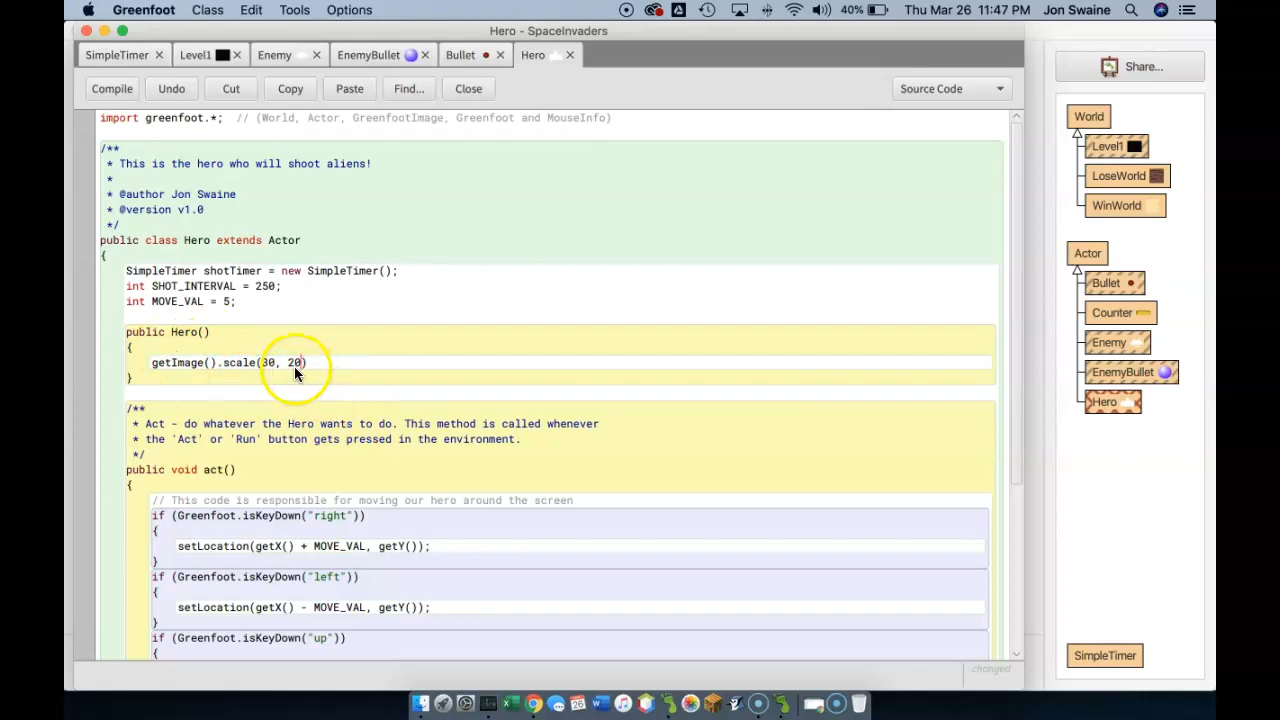 Greenfoot Class Edit Tools Options 40% Thu Mar 26 11:47 PM Jon Swaine
Hero - SpaceInvaders
SimpleTimer Level1 Enemy EnemyBullet Bullet Hero
Compile Undo Cut Copy Paste Find... Close Source Code
import greenfoot.*; // (World, Actor, GreenfootImage, Greenfoot and MouseInfo)
/**
* This is the hero who will shoot aliens!
*
* @author Jon Swaine
* @version v1.0
*/
public class Hero extends Actor
{
SimpleTimer shotTimer = new SimpleTimer();
int SHOT_INTERVAL = 250;
int MOVE_VAL = 5;
public Hero()
{
getImage().scale(30, 20)
}
/**
* Act - do whatever the Hero wants to do. This method is called whenever
* the 'Act' or 'Run' button gets pressed in the environment.
*/
public void act()
{
// This code is responsible for moving our hero around the screen
if (Greenfoot.isKeyDown("right"))
{
setLocation(getX() + MOVE_VAL, getY());
}
if (Greenfoot.isKeyDown("left"))
{
setLocation(getX() - MOVE_VAL, getY());
}
if (Greenfoot.isKeyDown("up"))
{
changed
Share...
World
Level1
LoseWorld
WinWorld
Actor
Bullet
Counter
Enemy
EnemyBullet
Hero
SimpleTimer